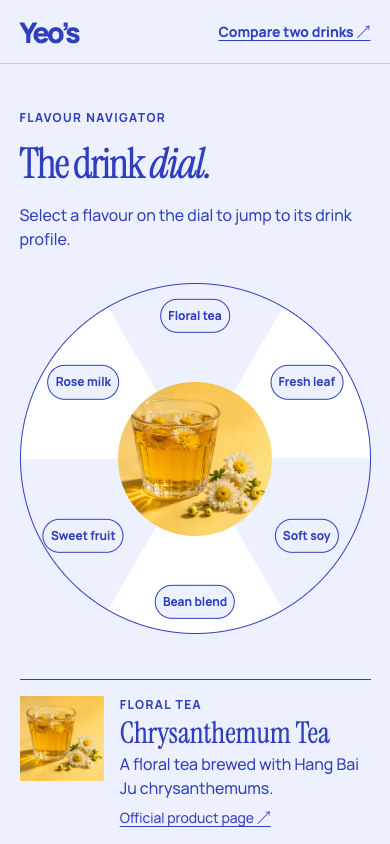 Yeo's
Compare two drinks ↗
FLAVOUR NAVIGATOR
The drink dial.
Select a flavour on the dial to jump to its drink
profile.
Floral tea
Rose milk
Fresh leaf
Sweet fruit
Soft soy
Bean blend
FLORAL TEA
Chrysanthemum Tea
A floral tea brewed with Hang Bai
Ju chrysanthemums.
Official product page ↗